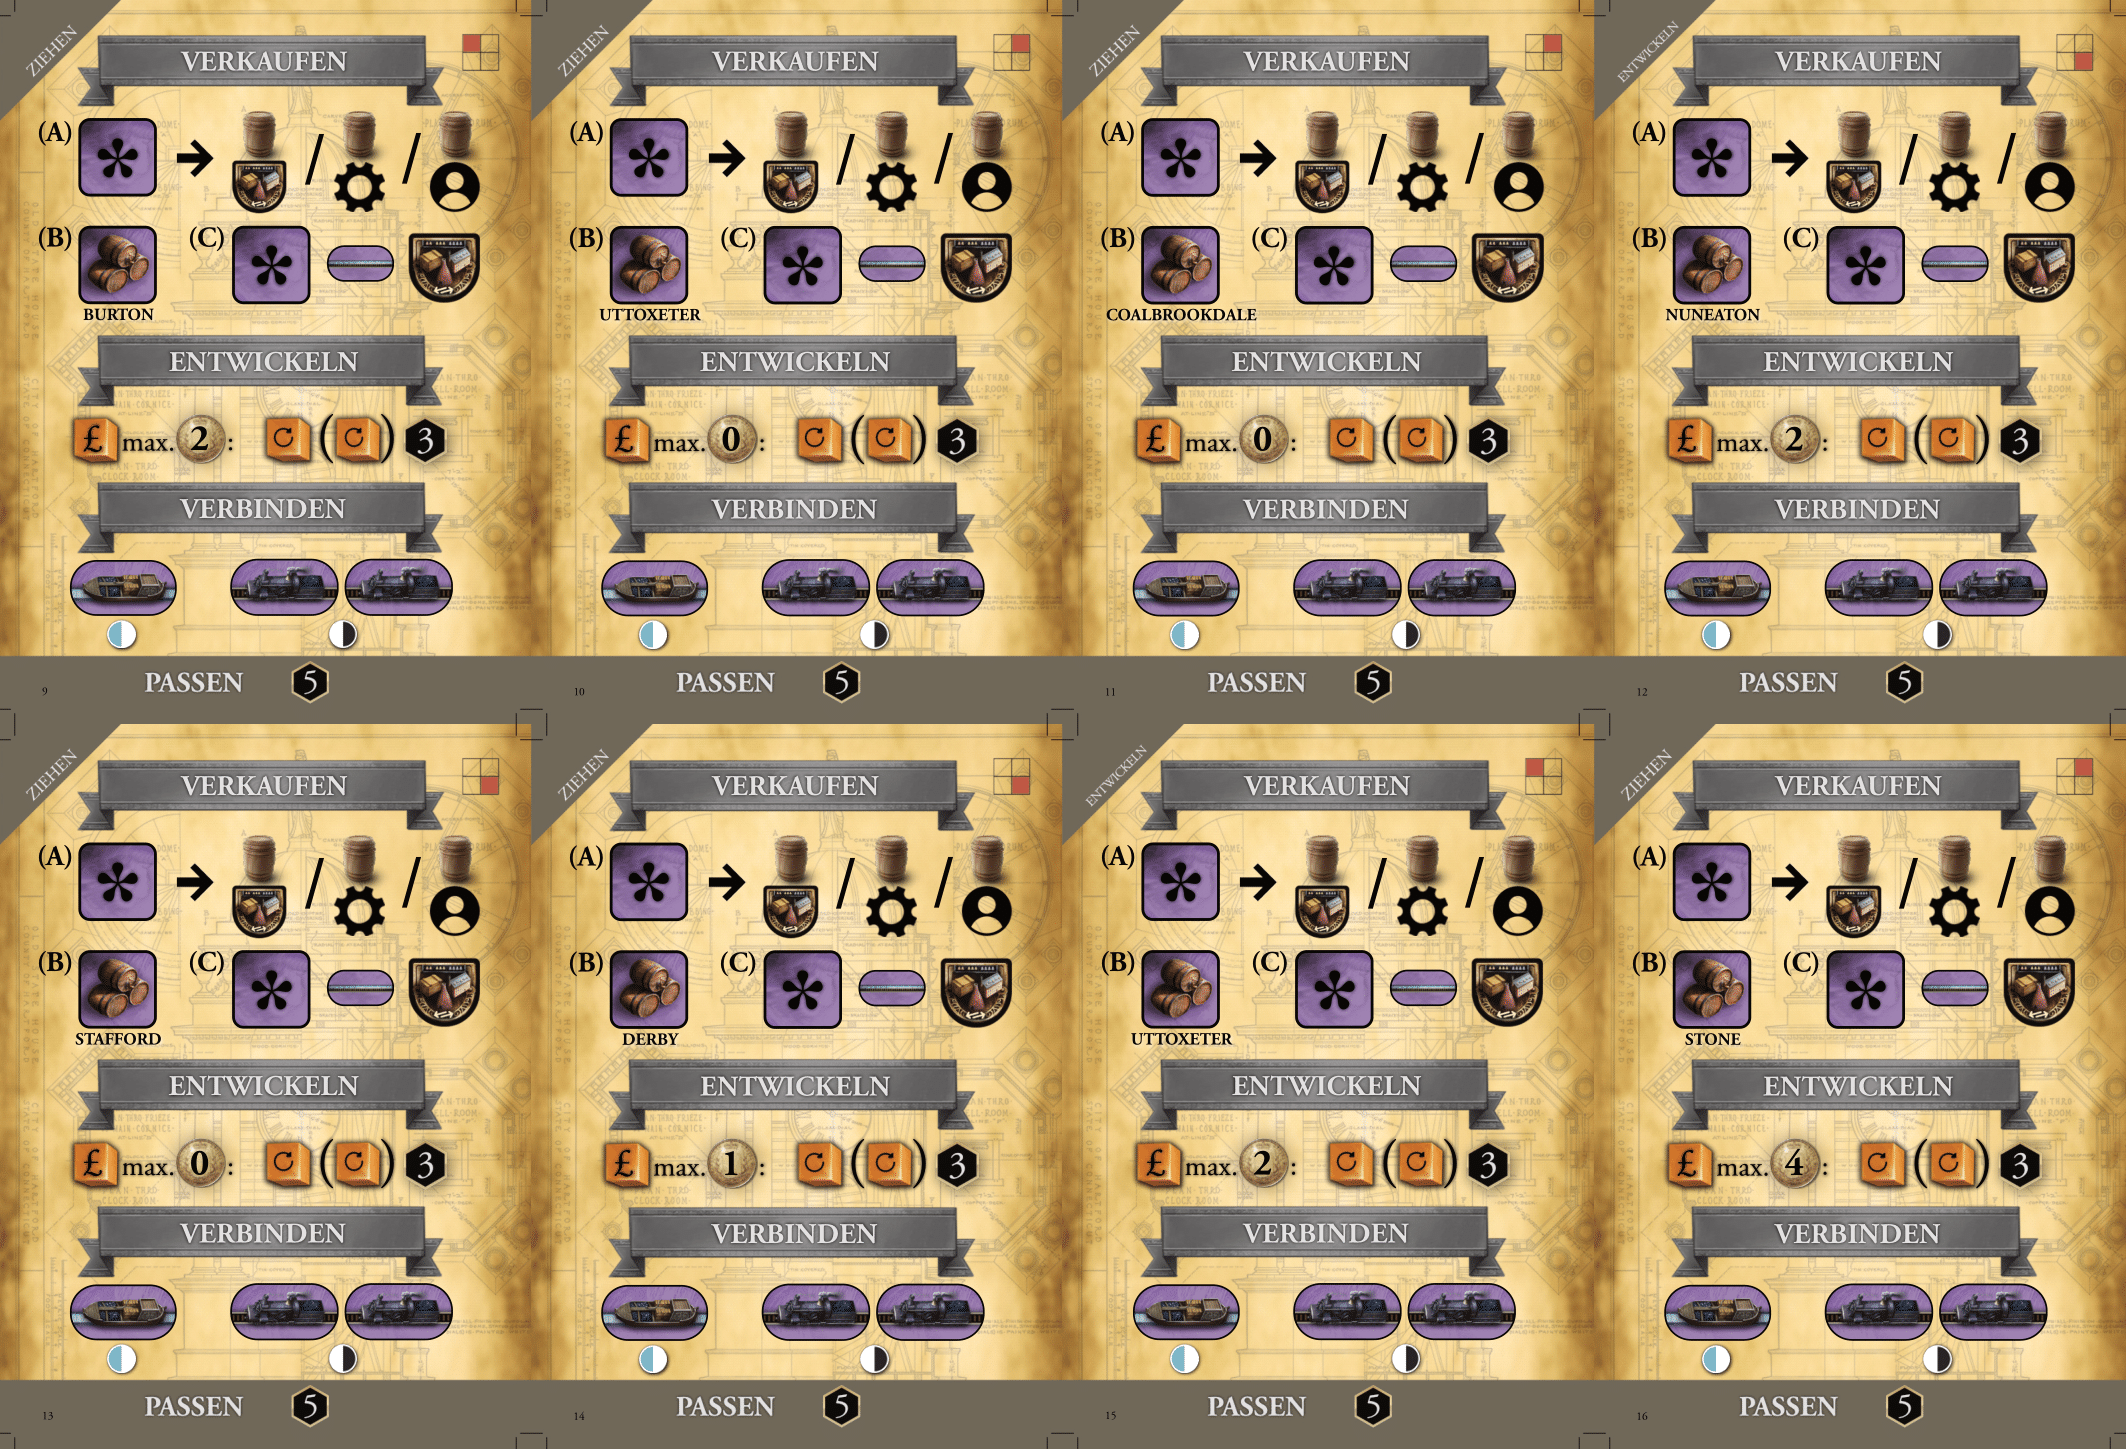 ZIEHEN
VERKAUFEN
(A)
(B)
(C)
BURTON
ENTWICKELN
£ max. 2 : ( ) 3
VERBINDEN
PASSEN 5
9
ZIEHEN
VERKAUFEN
(A)
(B)
(C)
UTTOXETER
ENTWICKELN
£ max. 0 : ( ) 3
VERBINDEN
PASSEN 5
10
ZIEHEN
VERKAUFEN
(A)
(B)
(C)
COALBROOKDALE
ENTWICKELN
£ max. 0 : ( ) 3
VERBINDEN
PASSEN 5
11
ENTWICKELN
VERKAUFEN
(A)
(B)
(C)
NUNEATON
ENTWICKELN
£ max. 2 : ( ) 3
VERBINDEN
PASSEN 5
12
ZIEHEN
VERKAUFEN
(A)
(B)
(C)
STAFFORD
ENTWICKELN
£ max. 0 : ( ) 3
VERBINDEN
PASSEN 5
13
ZIEHEN
VERKAUFEN
(A)
(B)
(C)
DERBY
ENTWICKELN
£ max. 1 : ( ) 3
VERBINDEN
PASSEN 5
14
ENTWICKELN
VERKAUFEN
(A)
(B)
(C)
UTTOXETER
ENTWICKELN
£ max. 2 : ( ) 3
VERBINDEN
PASSEN 5
15
ZIEHEN
VERKAUFEN
(A)
(B)
(C)
STONE
ENTWICKELN
£ max. 4 : ( ) 3
VERBINDEN
PASSEN 5
16